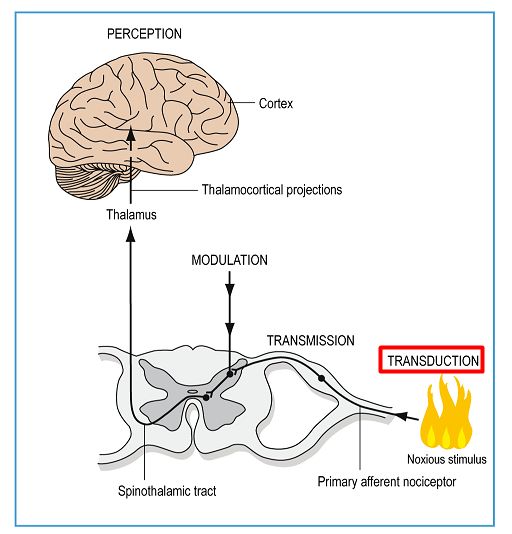 PERCEPTION
Cortex
Thalamocortical projections
Thalamus
MODULATION
TRANSMISSION
TRANSDUCTION
Noxious stimulus
Primary afferent nociceptor
Spinothalamic tract